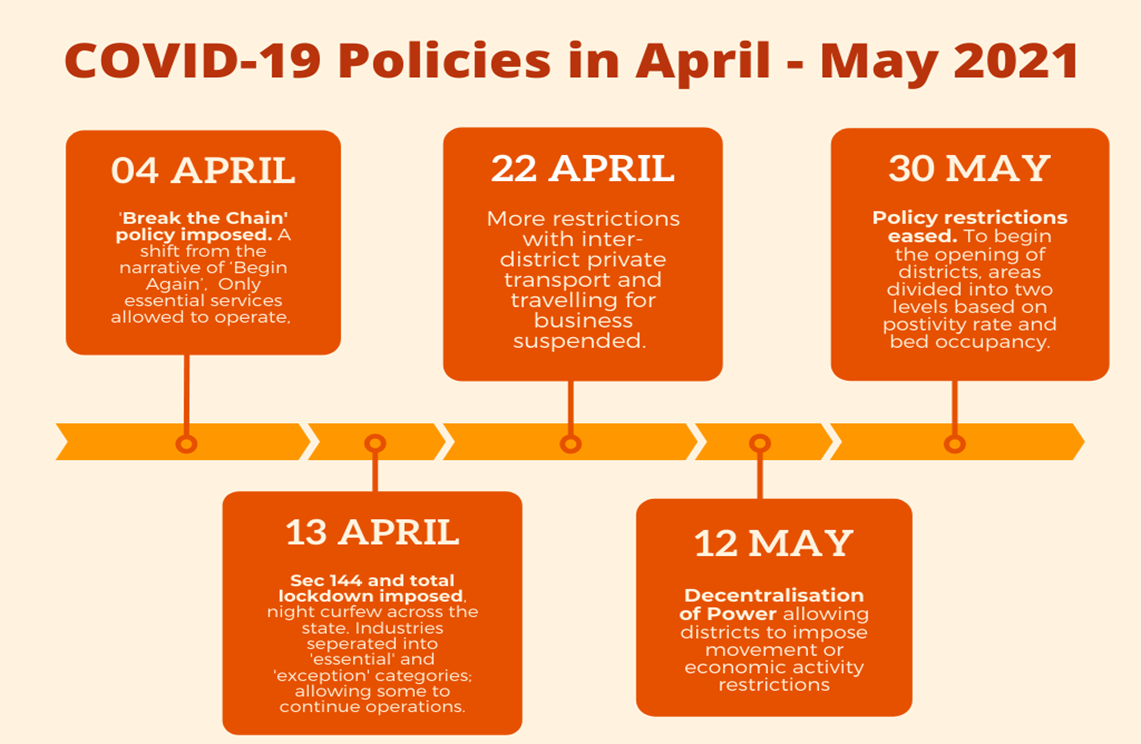 COVID-19 Policies in April - May 2021
04 APRIL
'Break the Chain'
policy imposed. A
shift from the
narrative of 'Begin
Again', Only
essential services
allowed to operate,
13 APRIL
Sec 144 and total
lockdown imposed,
night curfew across the
state. Industries
seperated into
'essential' and
'exception' categories;
allowing some to
continue operations.
22 APRIL
More restrictions
with inter-
district private
transport and
travelling for
business
suspended.
12 MAY
Decentralisation
of Power allowing
districts to impose
movement or
economic activity
restrictions
30 MAY
Policy restrictions
eased. To begin
the opening of
districts, areas
divided into two
levels based on
postivity rate and
bed occupancy.